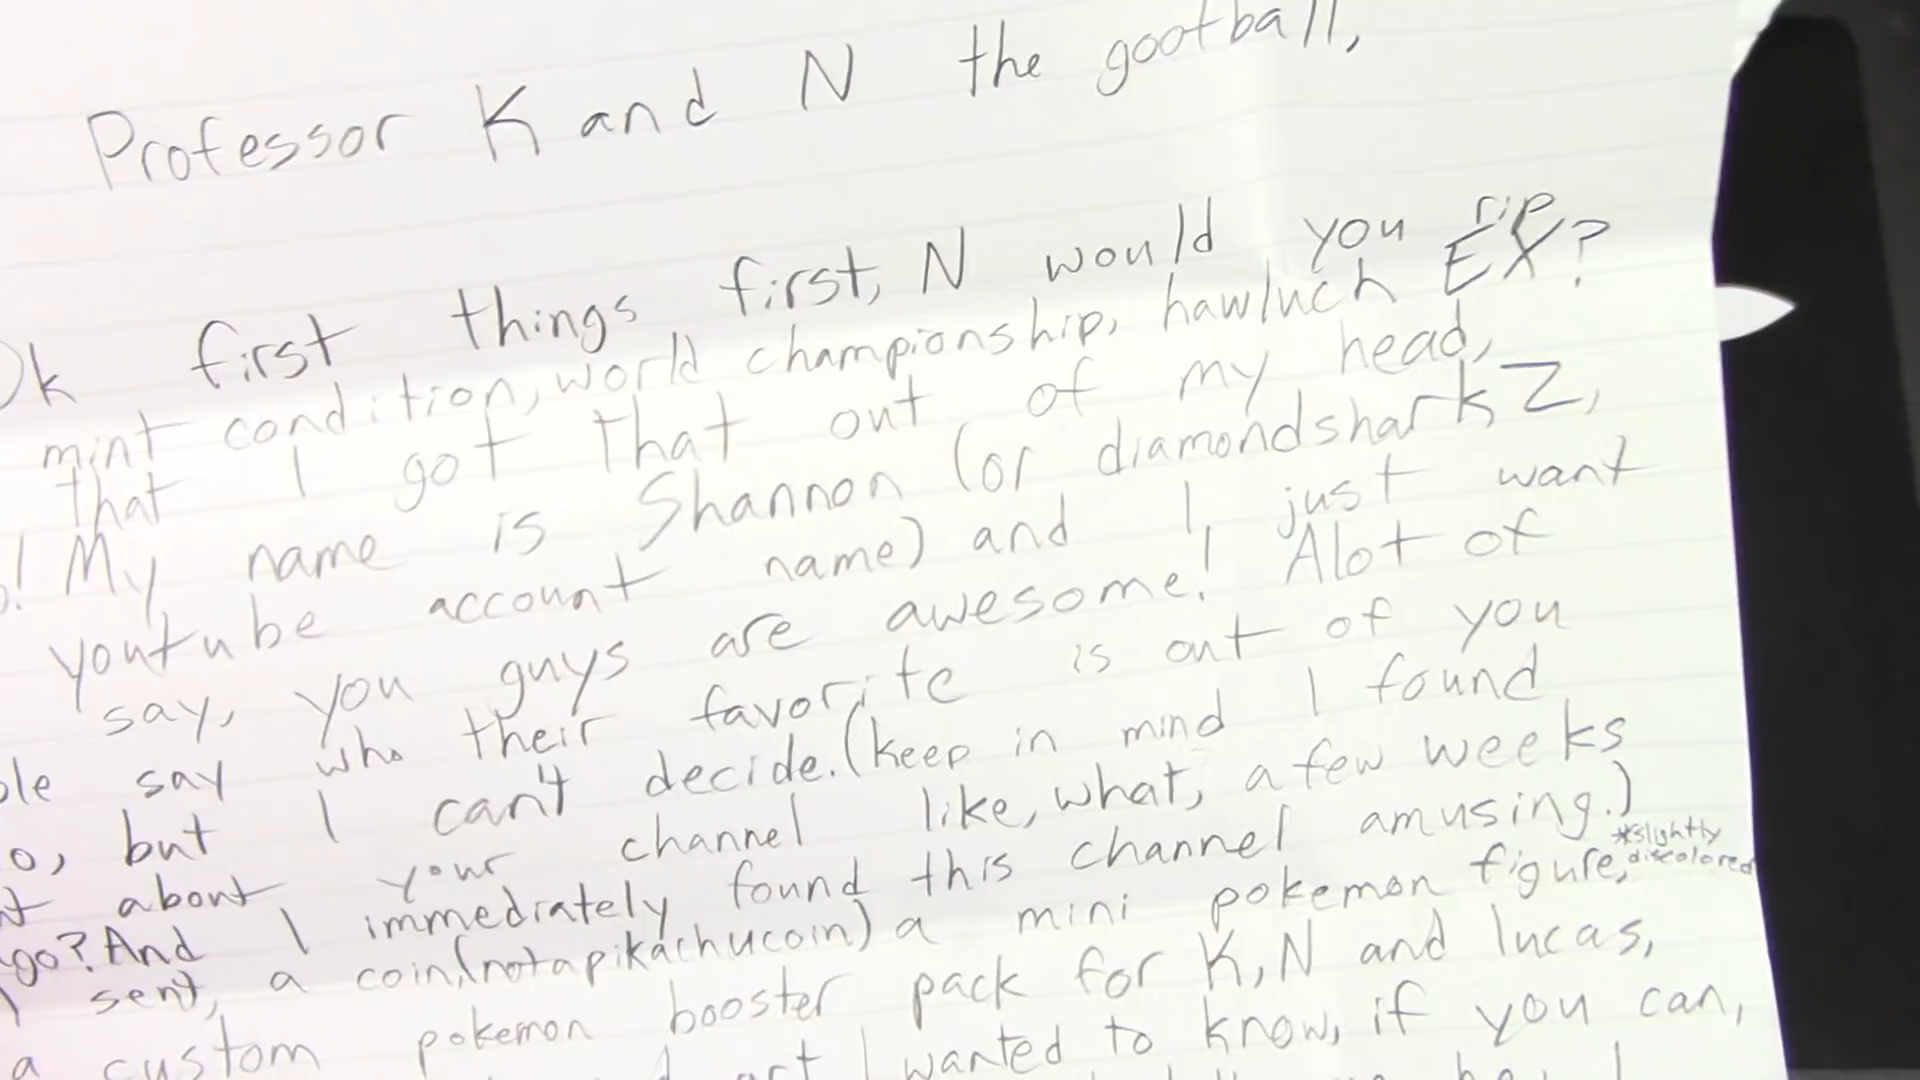 Professor K and N the gootball,
Ok first things first, N would you rip
mint condition, world championship, hawluch EX?
that I got that out of my head,
! My name is Shannon (or diamondsharkZ,
youtube account name) and I, just want
say, you guys are awesome! Alot of
ple say who their favorite is out of you
o, but I can't decide. (keep in mind I found
t about your channel like, what, a few weeks
go? And I immediately found this channel amusing.)
sent, a coin, (not a pikachu coin) a mini pokemon figure, *slightly discolored
a custom pokemon booster pack for K, N and lucas,
I wanted to know, if you can,